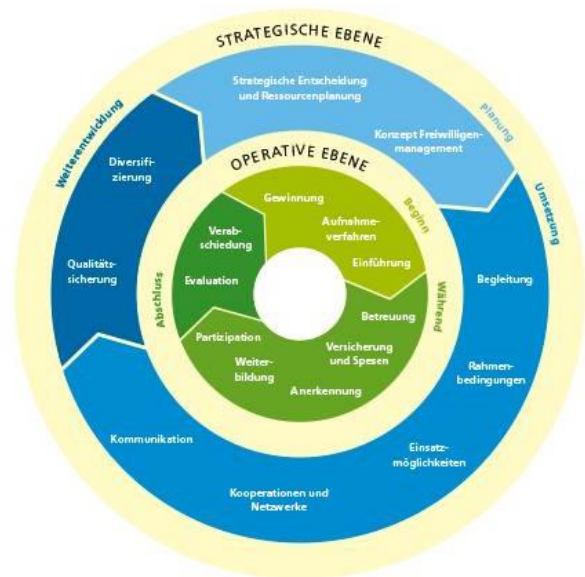 STRATEGISCHE EBENE
Strategische Entscheidung
und Ressourcenplanung
Konzept Freiwilligen-
management
planung
Umsetzung
Begleitung
Rahmen-
bedingungen
Einsatz-
möglichkeiten
Kooperationen und
Netzwerke
Kommunikation
Weiterentwicklung
Qualitäts-
sicherung
Diversifi-
zierung
OPERATIVE EBENE
Beginn
Gewinnung
Aufnahme-
verfahren
Einführung
Während
Betreuung
Versicherung
und Spesen
Anerkennung
Weiter-
bildung
Partizipation
Abschluss
Evaluation
Verab-
schiedung